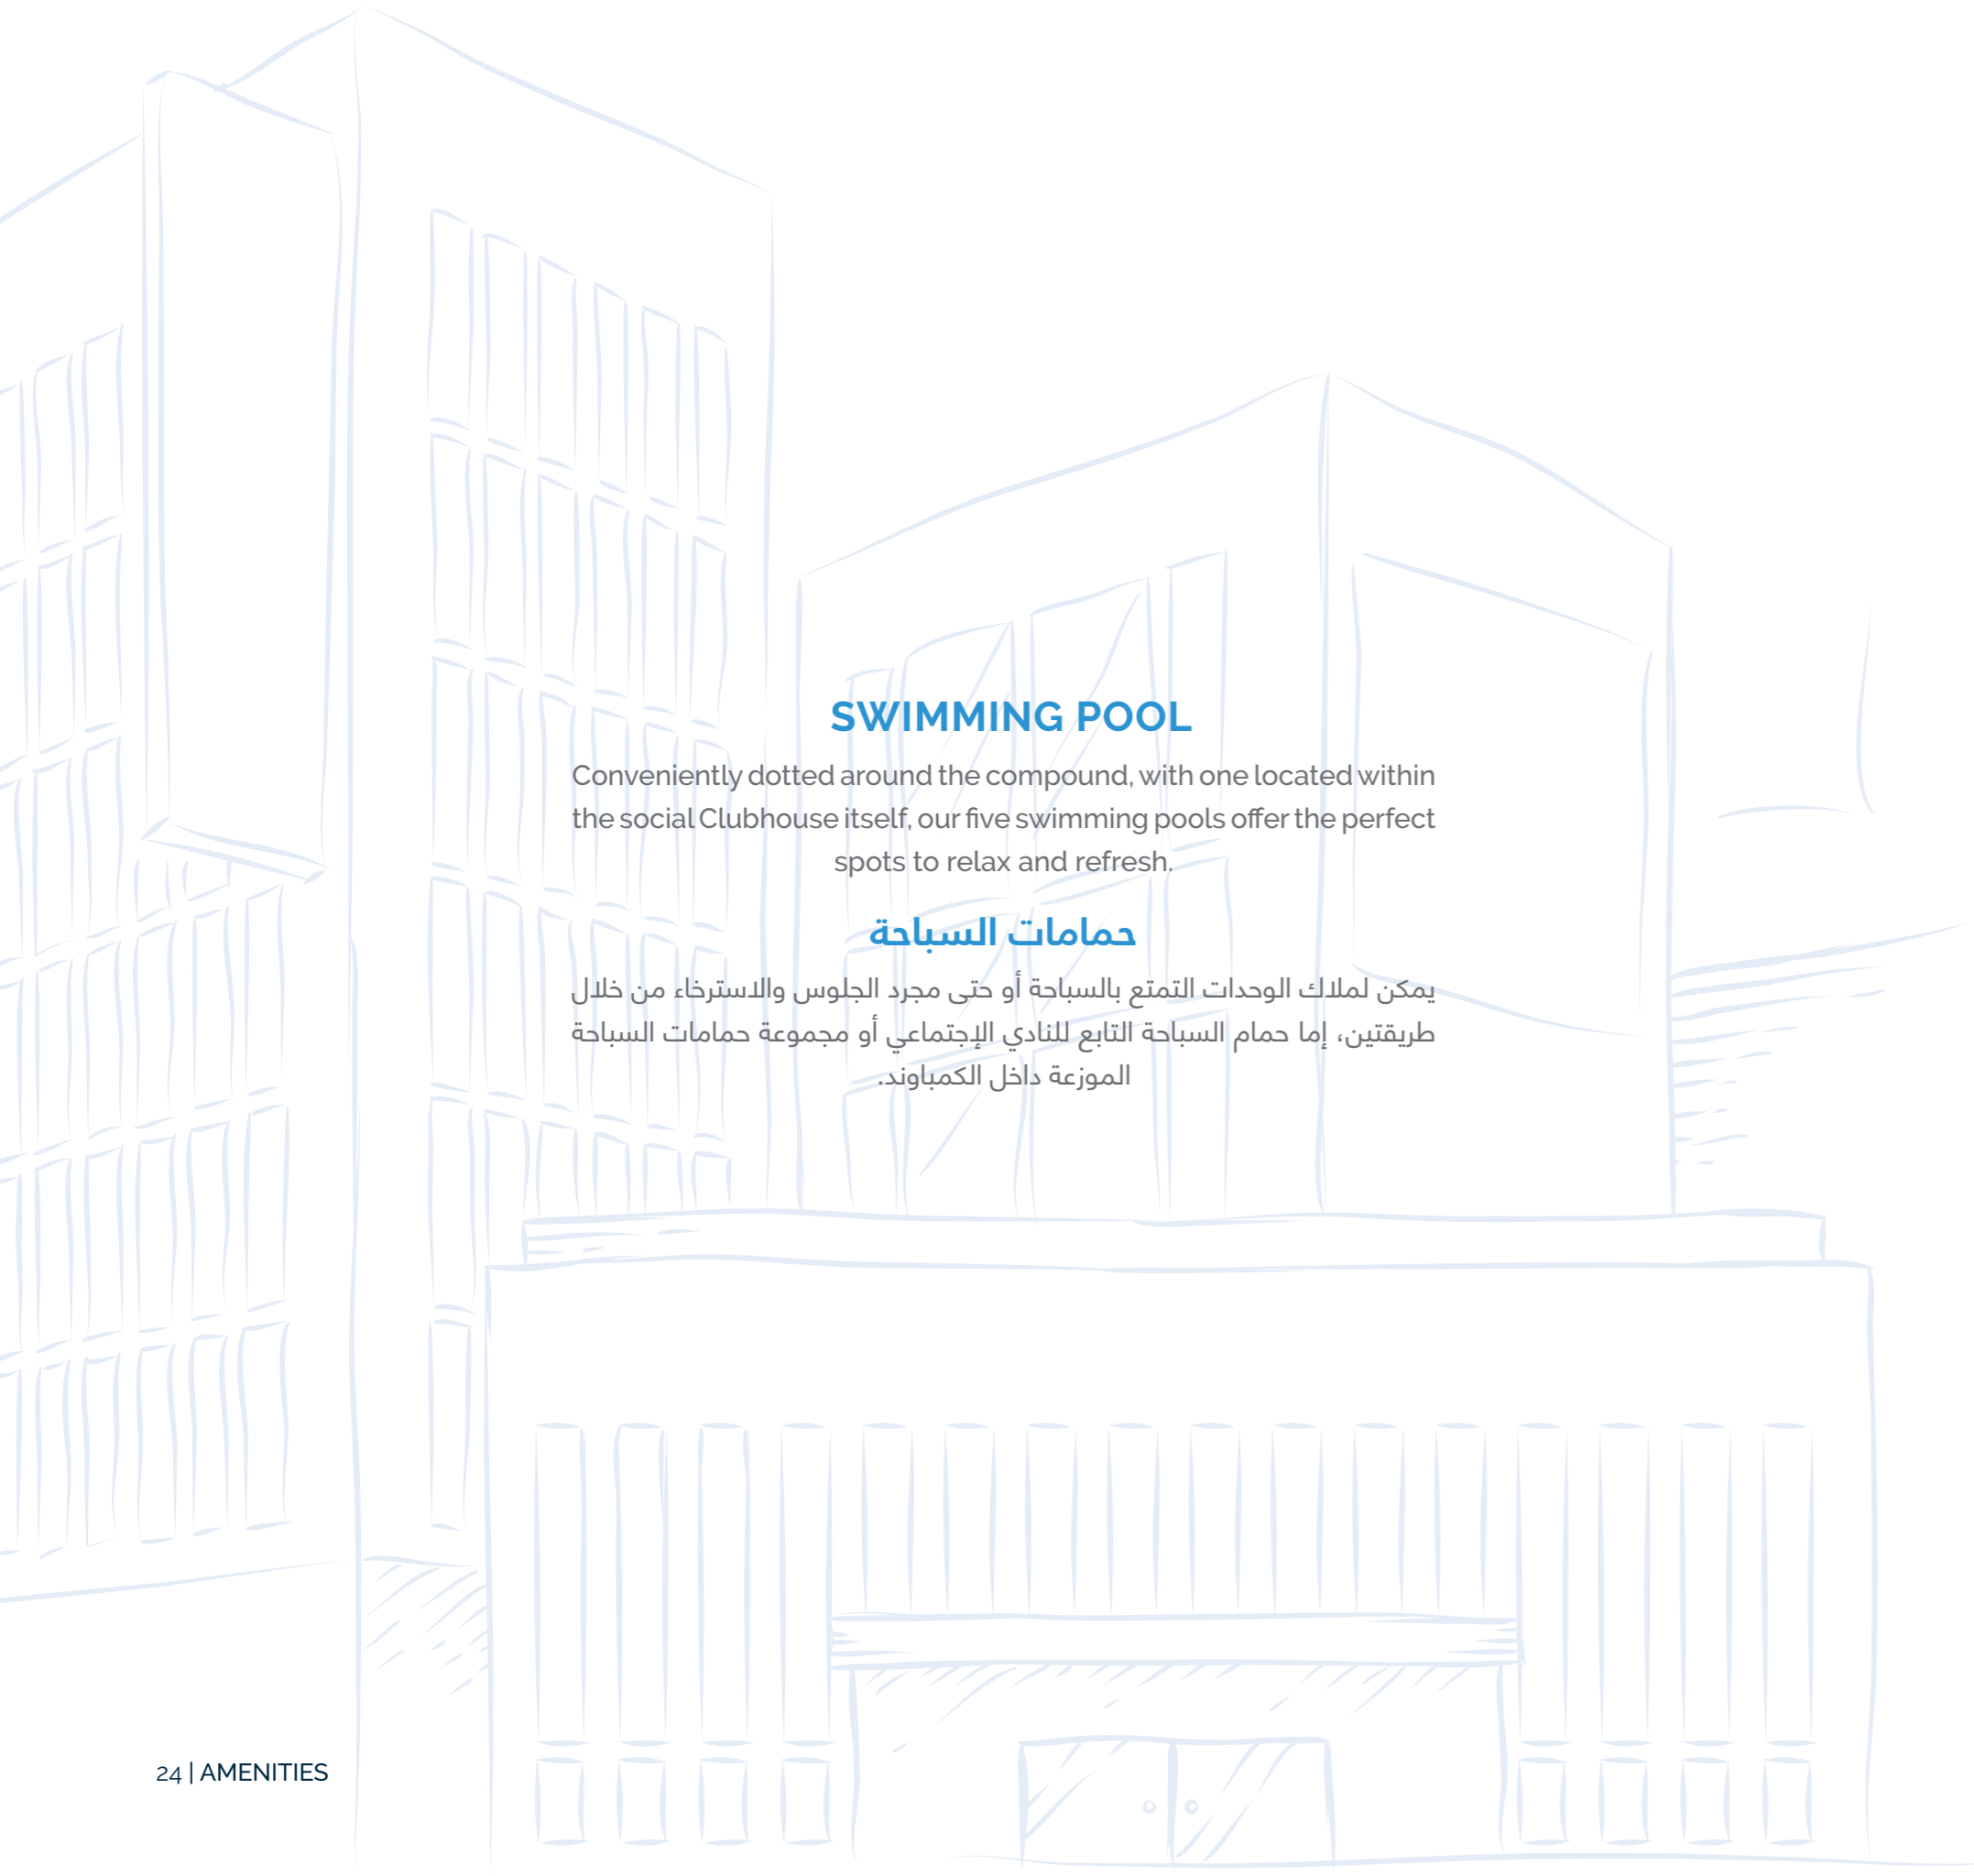 SWIMMING POOL
Conveniently dotted around the compound, with one located within
the social Clubhouse itself, our five swimming pools offer the perfect
spots to relax and refresh.
حمامات السباحة
يمكن لملاك الوحدات التمتع بالسباحة أو حتى مجرد الجلوس والاسترخاء من خلال
طريقتين، إما حمام السباحة التابع للنادي الإجتماعي أو مجموعة حمامات السباحة
الموزعة داخل الكمباوند.
24 | AMENITIES